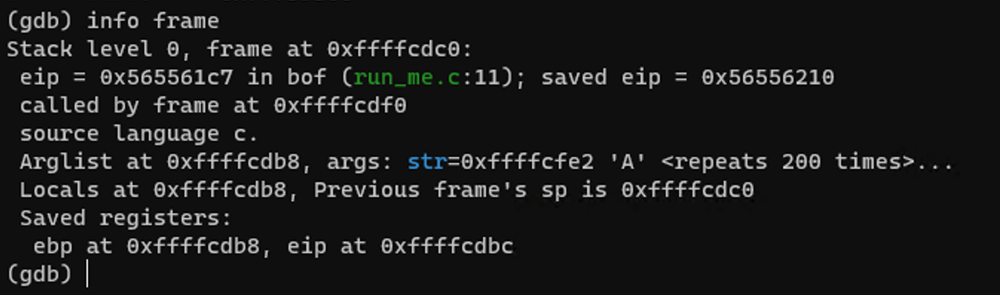 (gdb) info frame
Stack level 0, frame at 0xffffcdc0:
 eip = 0x565561c7 in bof (run_me.c:11); saved eip = 0x56556210
 called by frame at 0xffffcdf0
 source language c.
 Arglist at 0xffffcdb8, args: str=0xffffcfe2 'A' <repeats 200 times>...
 Locals at 0xffffcdb8, Previous frame's sp is 0xffffcdc0
 Saved registers:
  ebp at 0xffffcdb8, eip at 0xffffcdbc
(gdb)